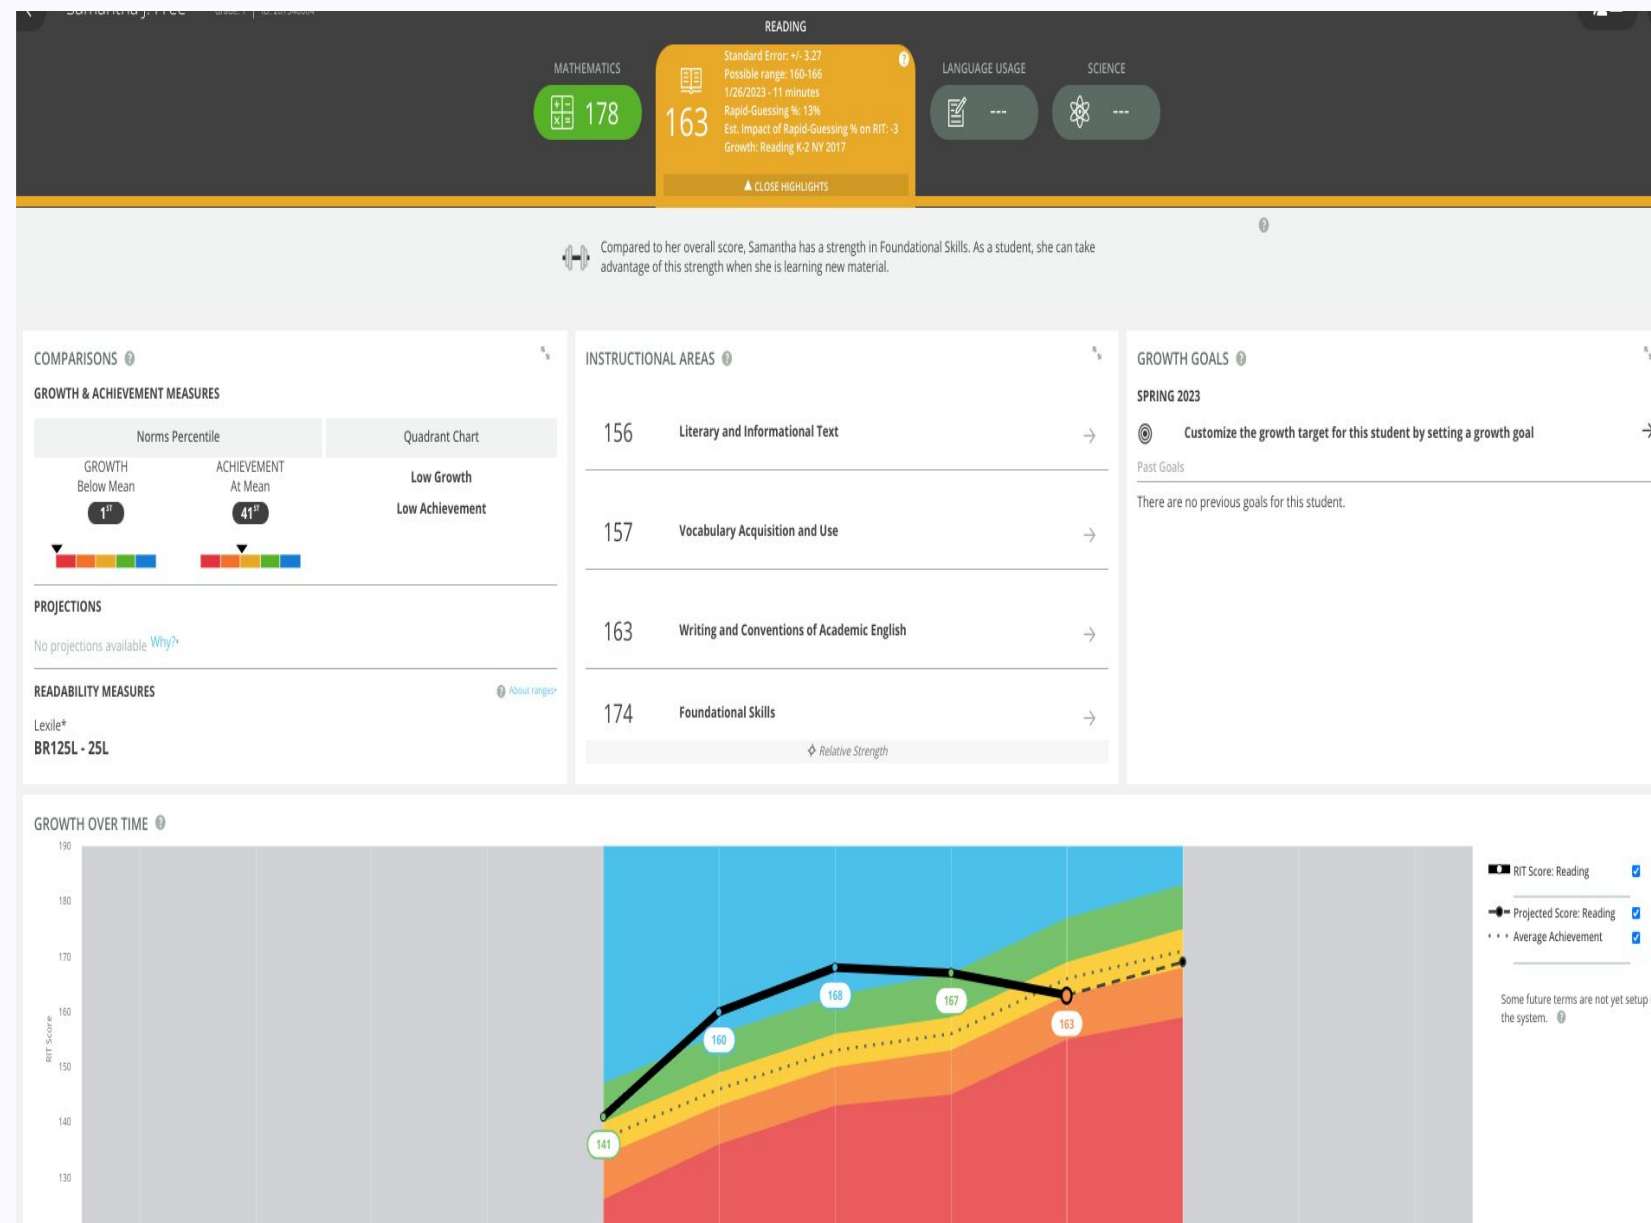 Samantha J. Free
Grade: 1 | ID:
READING
MATHEMATICS
178
163
Standard Error: +/- 3.27
Possible range: 160-166
1/26/2023 - 11 minutes
Rapid-Guessing %: 13%
Est. Impact of Rapid-Guessing % on RIT: -3
Growth: Reading K-2 NY 2017
CLOSE HIGHLIGHTS
LANGUAGE USAGE
---
SCIENCE
---
Compared to her overall score, Samantha has a strength in Foundational Skills. As a student, she can take
advantage of this strength when she is learning new material.
COMPARISONS
GROWTH & ACHIEVEMENT MEASURES
Norms Percentile
Quadrant Chart
GROWTH
Below Mean
1ST
ACHIEVEMENT
At Mean
41ST
Low Growth
Low Achievement
PROJECTIONS
No projections available Why?
READABILITY MEASURES
About ranges
Lexile*
BR125L - 25L
INSTRUCTIONAL AREAS
156 Literary and Informational Text
157 Vocabulary Acquisition and Use
163 Writing and Conventions of Academic English
174 Foundational Skills
Relative Strength
GROWTH GOALS
SPRING 2023
Customize the growth target for this student by setting a growth goal
Past Goals
There are no previous goals for this student.
GROWTH OVER TIME
190
180
170
160
150
140
130
RIT Score
141
160
168
167
163
RIT Score: Reading
Projected Score: Reading
Average Achievement
Some future terms are not yet setup
the system.